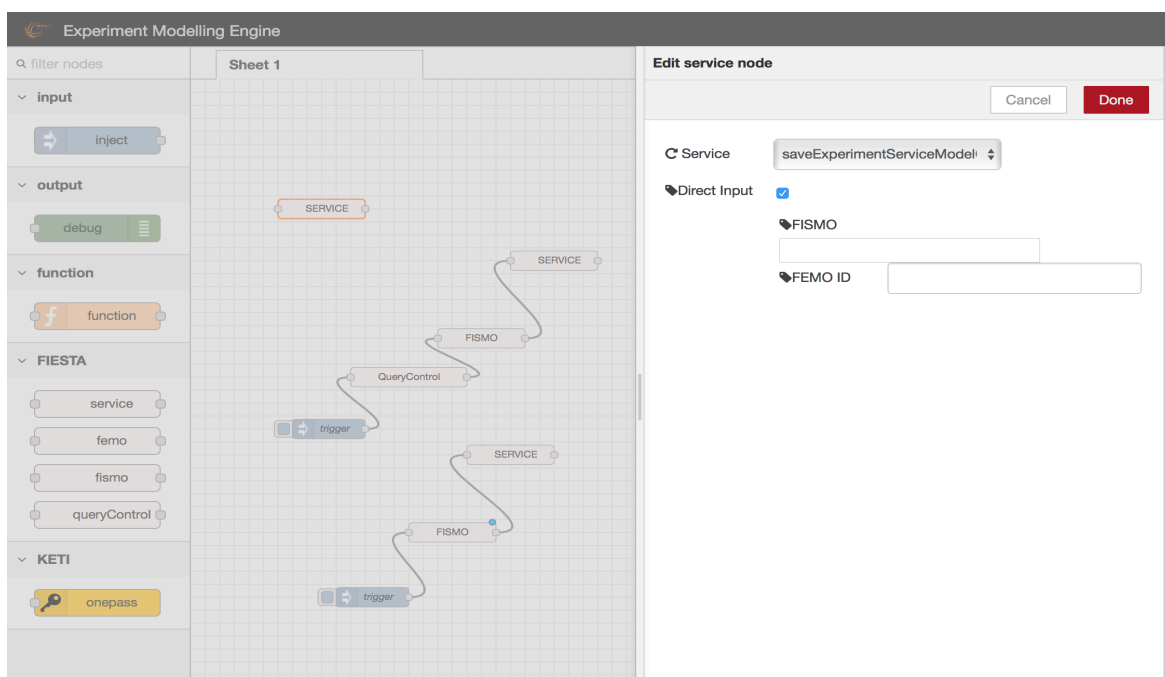 Experiment Modelling Engine
filter nodes
input
inject
output
debug
function
function
FIESTA
service
femo
fismo
queryControl
KETI
onepass
Sheet 1
SERVICE
SERVICE
FISMO
QueryControl
trigger
SERVICE
FISMO
trigger
Edit service node
Cancel
Done
Service
saveExperimentServiceModel
Direct Input
FISMO
FEMO ID